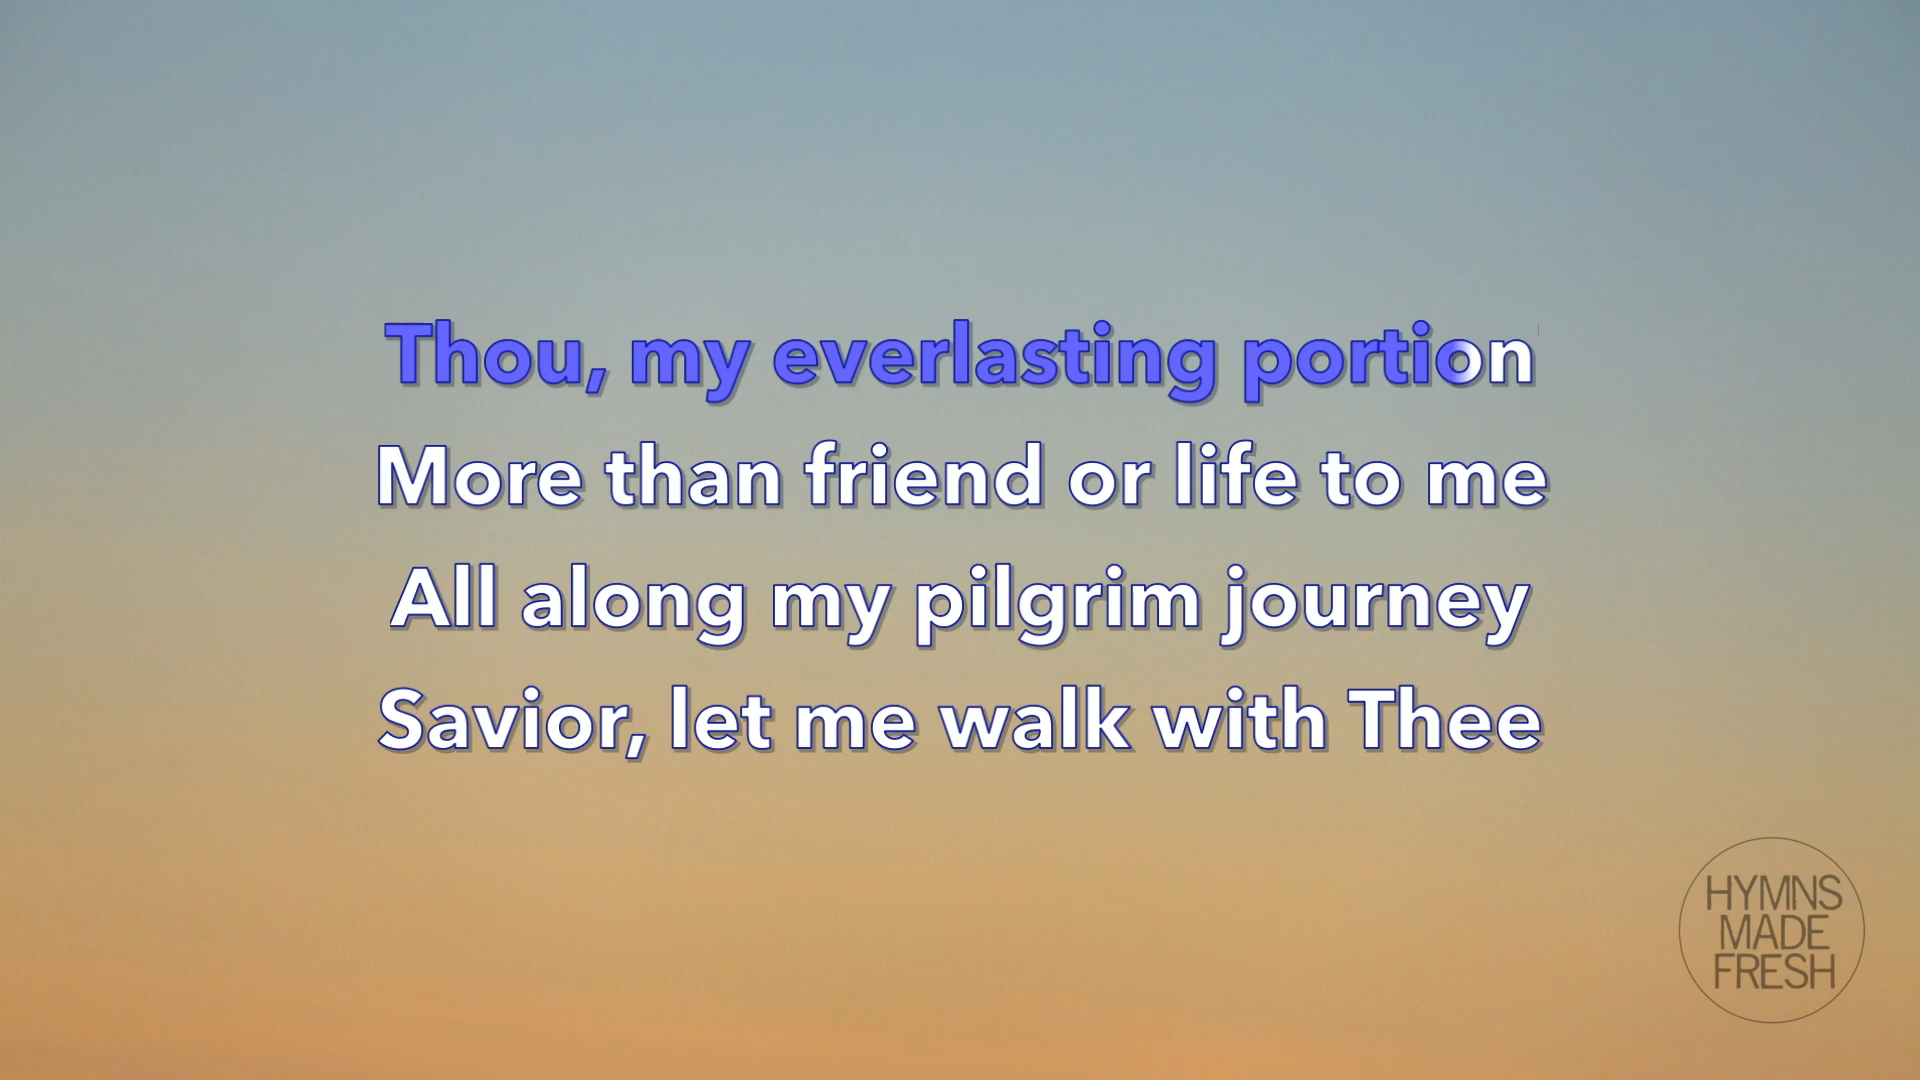 Thou, my everlasting portion
More than friend or life to me
All along my pilgrim journey
Savior, let me walk with Thee
HYMNS
MADE
FRESH